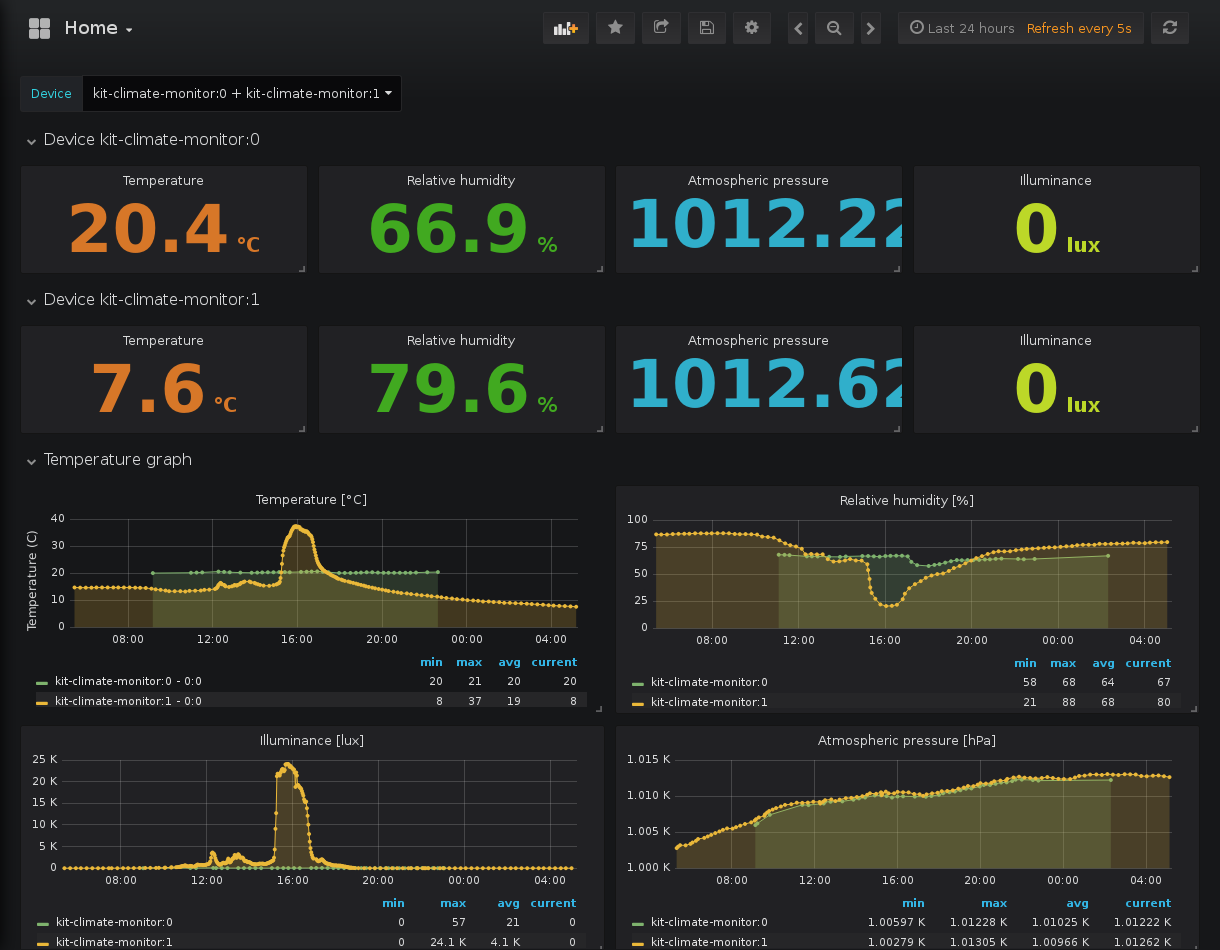 Home
Last 24 hours Refresh every 5s
Device kit-climate-monitor:0 + kit-climate-monitor:1
Device kit-climate-monitor:0
Temperature Relative humidity Atmospheric pressure Illuminance
20.4 °C 66.9 % 1012.22 0 lux
Device kit-climate-monitor:1
Temperature Relative humidity Atmospheric pressure Illuminance
7.6 °C 79.6 % 1012.62 0 lux
Temperature graph
Temperature [°C]
Temperature (C)
40
30
20
10
0
08:00 12:00 16:00 20:00 00:00 04:00
min max avg current
kit-climate-monitor:0 - 0:0 20 21 20 20
kit-climate-monitor:1 - 0:0 8 37 19 8
Relative humidity [%]
100
75
50
25
0
08:00 12:00 16:00 20:00 00:00 04:00
min max avg current
kit-climate-monitor:0 58 68 64 67
kit-climate-monitor:1 21 88 68 80
Illuminance [lux]
25 K
20 K
15 K
10 K
5 K
0
08:00 12:00 16:00 20:00 00:00 04:00
min max avg current
kit-climate-monitor:0 0 57 21 0
kit-climate-monitor:1 0 24.1 K 4.1 K 0
Atmospheric pressure [hPa]
1.015 K
1.010 K
1.005 K
1.000 K
08:00 12:00 16:00 20:00 00:00 04:00
min max avg current
kit-climate-monitor:0 1.00597 K 1.01228 K 1.01025 K 1.01222 K
kit-climate-monitor:1 1.00279 K 1.01305 K 1.00966 K 1.01262 K